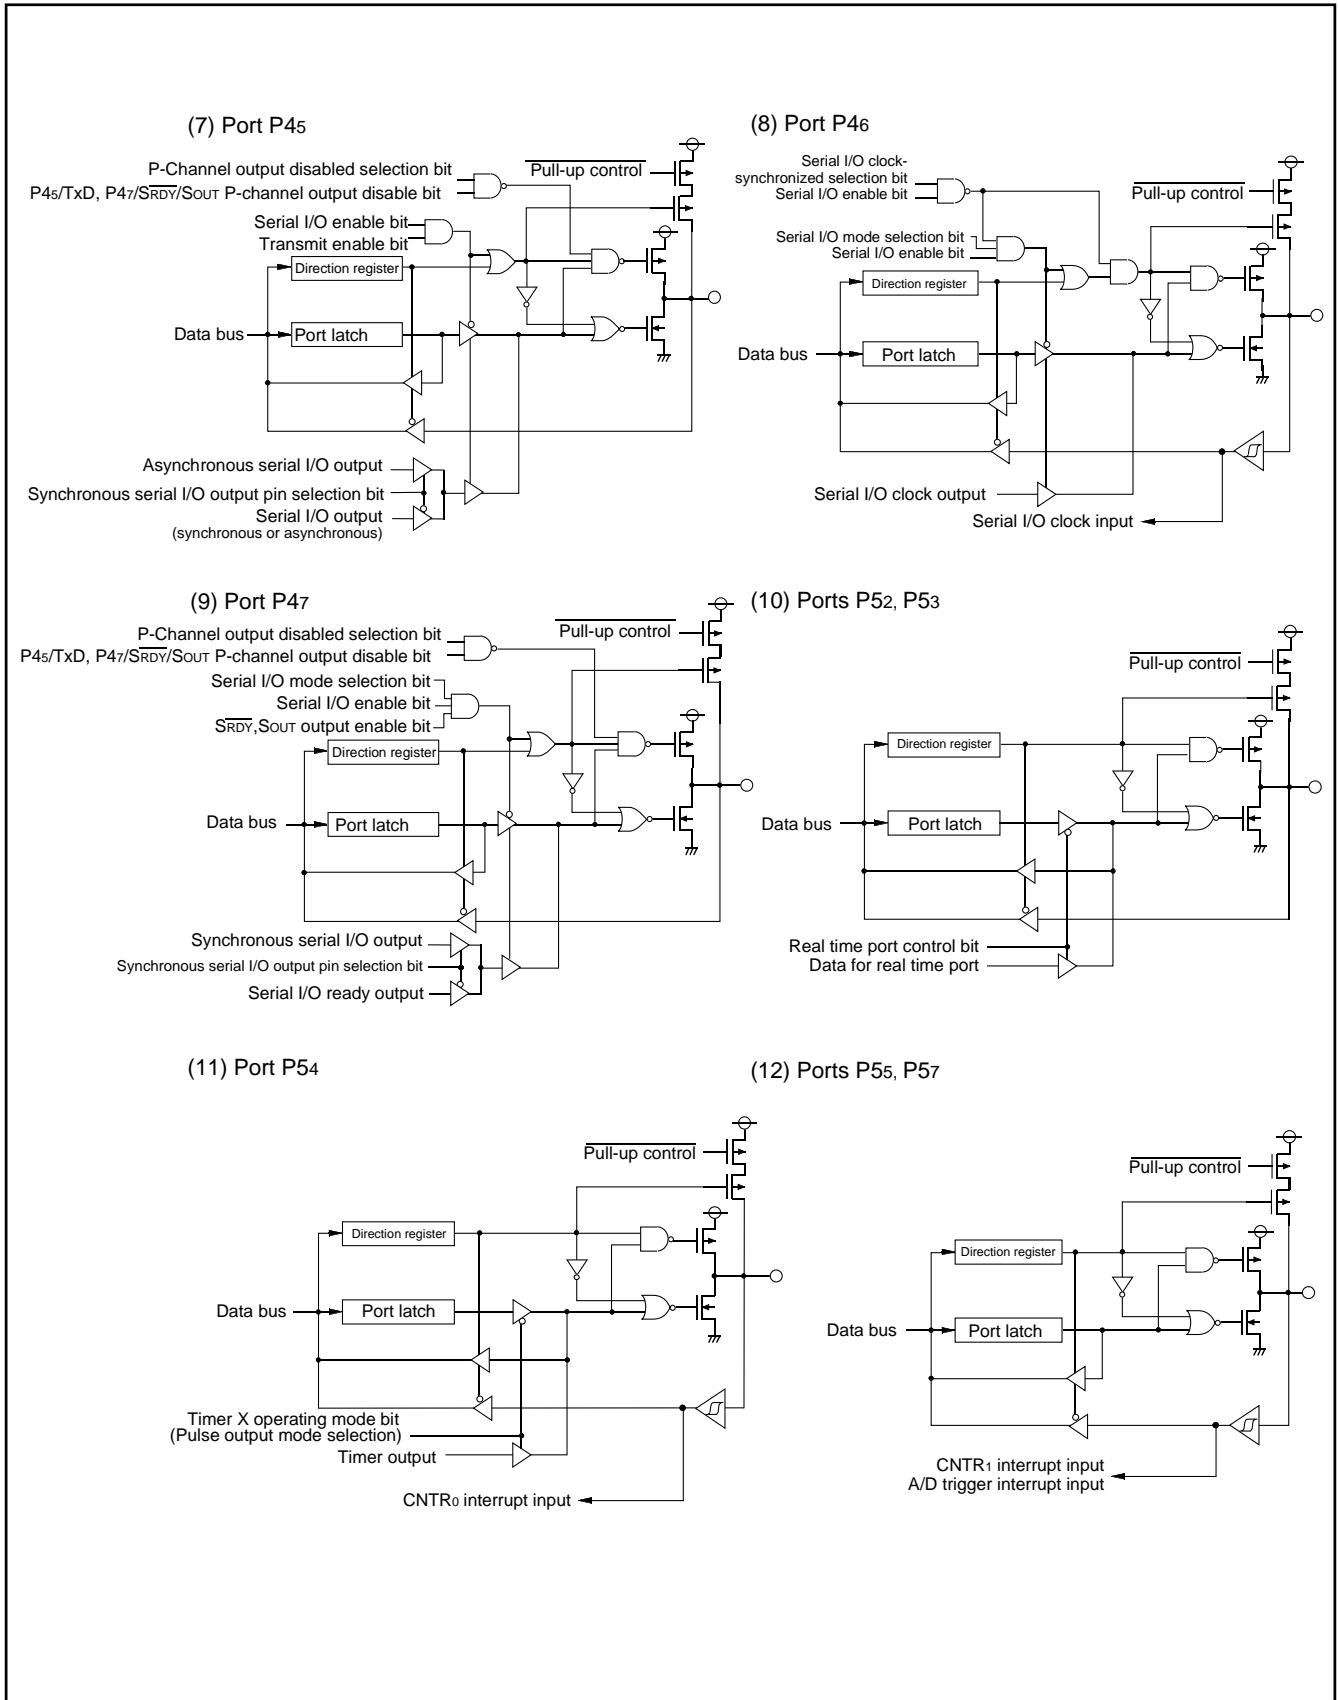 (7) Port P45
P-Channel output disabled selection bit
P45/TxD, P47/SRDY/SOUT P-channel output disable bit
Serial I/O enable bit
Transmit enable bit
Direction register
Data bus
Port latch
Pull-up control
Asynchronous serial I/O output
Synchronous serial I/O output pin selection bit
Serial I/O output
(synchronous or asynchronous)
(8) Port P46
Serial I/O clock-
synchronized selection bit
Serial I/O enable bit
Pull-up control
Serial I/O mode selection bit
Serial I/O enable bit
Direction register
Data bus
Port latch
Serial I/O clock output
Serial I/O clock input
(9) Port P47
P-Channel output disabled selection bit
P45/TxD, P47/SRDY/SOUT P-channel output disable bit
Serial I/O mode selection bit
Serial I/O enable bit
SRDY,SOUT output enable bit
Pull-up control
Direction register
Data bus
Port latch
Synchronous serial I/O output
Synchronous serial I/O output pin selection bit
Serial I/O ready output
(10) Ports P52, P53
Pull-up control
Direction register
Data bus
Port latch
Real time port control bit
Data for real time port
(11) Port P54
Pull-up control
Direction register
Data bus
Port latch
Timer X operating mode bit
(Pulse output mode selection)
Timer output
CNTR0 interrupt input
(12) Ports P55, P57
Pull-up control
Direction register
Data bus
Port latch
CNTR1 interrupt input
A/D trigger interrupt input